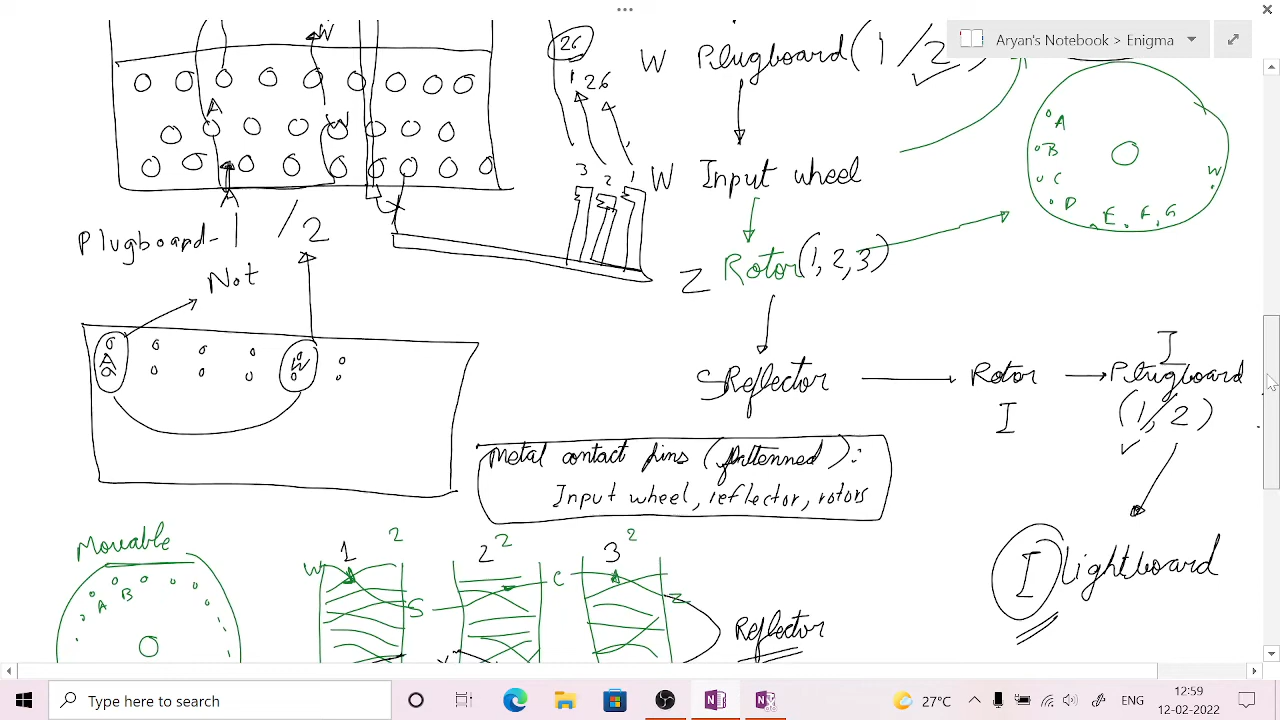 Aryan's Notebook > Enigma
W
26
1 26
3 2 1
A
W
A
Plugboard-1 / 2
Not
A W
W Plugboard (1/2)
W Input wheel
Z Rotor (1, 2, 3)
S Reflector
Rotor
I
I
Plugboard
(1, 2)
I Lightboard
A
B
C
D
E F G
W
Metal contact pins (pattenned):
Input wheel, reflector, rotors
Movable
A B
1 2
2 2
3 2
W S C Z
Reflector
Type here to search
27°C
ENG
12:59
12-02-2022